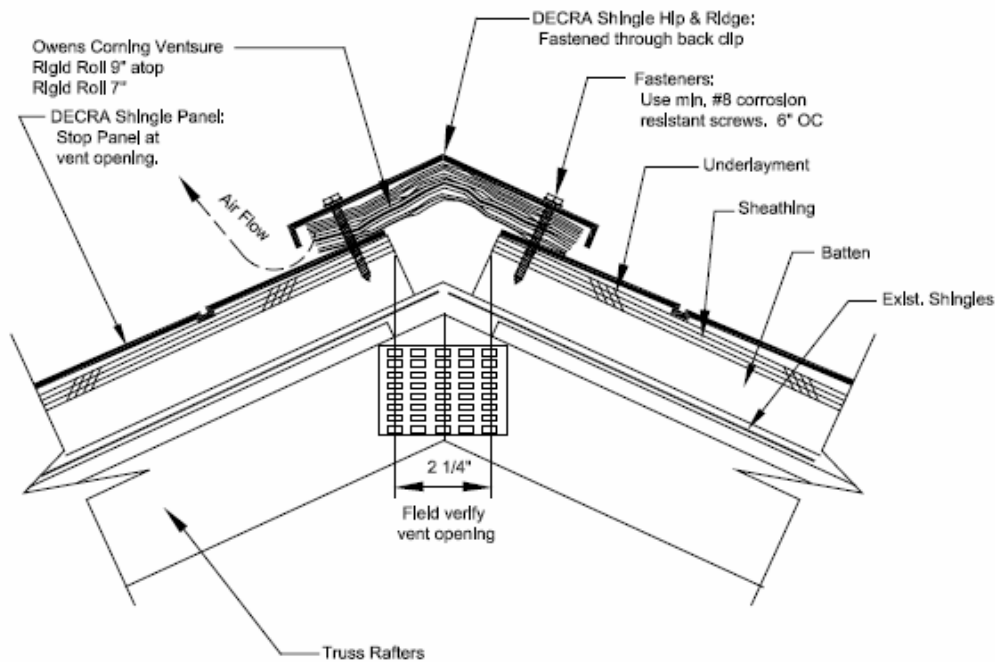 DECRA Shingle Hip & Ridge:
Fastened through back clip
Owens Corning Ventsure
Rigid Roll 9" atop
Rigid Roll 7"
Fasteners:
Use min. #8 corrosion
resistant screws. 6" OC
DECRA Shingle Panel:
Stop Panel at
vent opening.
Underlayment
Air Flow
Sheathing
Batten
Exist. Shingles
2 1/4"
Field verify
vent opening
Truss Rafters